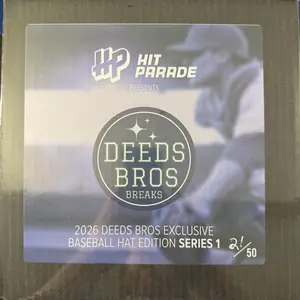 HP HIT
PARADE
PRESENTS
DEEDS
BROS
BREAKS
2026 DEEDS BROS EXCLUSIVE
BASEBALL HAT EDITION SERIES 1 21/50